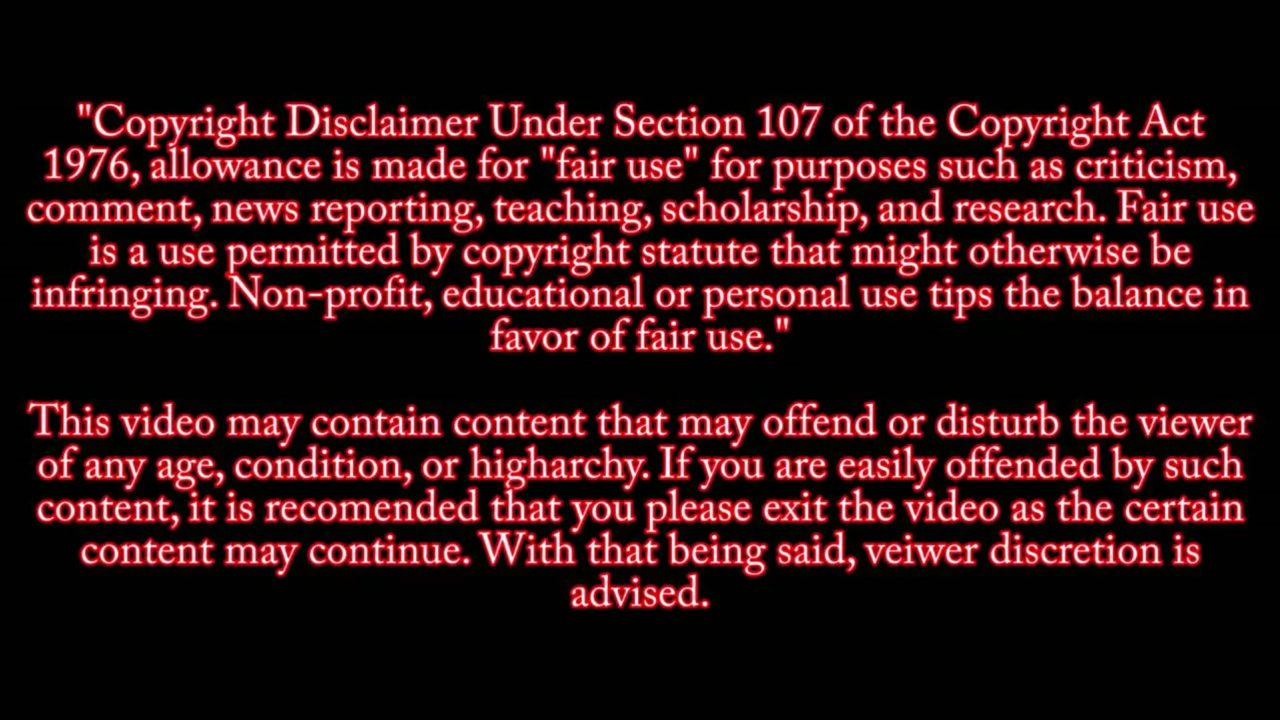 "Copyright Disclaimer Under Section 107 of the Copyright Act
1976, allowance is made for "fair use" for purposes such as criticism,
comment, news reporting, teaching, scholarship, and research. Fair use
is a use permitted by copyright statute that might otherwise be
infringing. Non-profit, educational or personal use tips the balance in
favor of fair use."
This video may contain content that may offend or disturb the viewer
of any age, condition, or higharchy. If you are easily offended by such
content, it is recomended that you please exit the video as the certain
content may continue. With that being said, veiwer discretion is
advised.